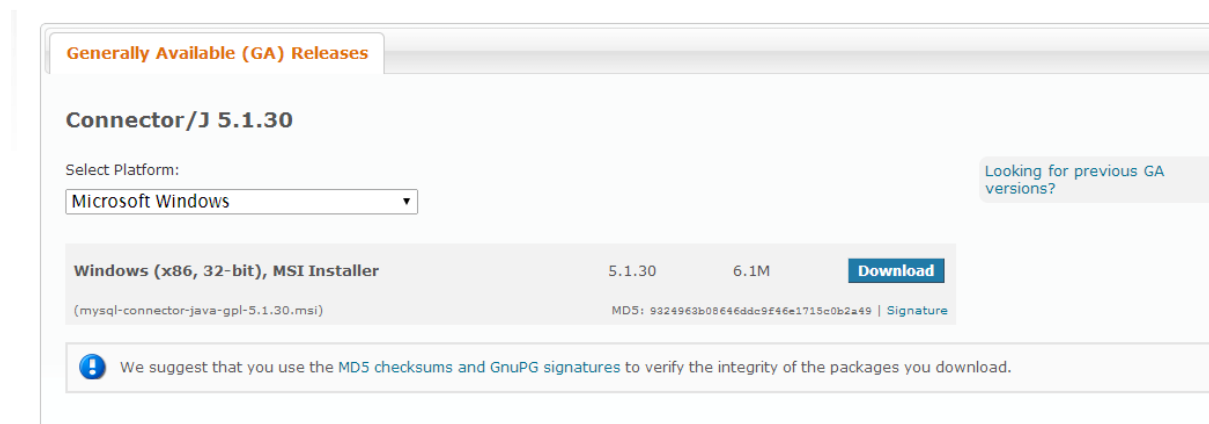 Generally Available (GA) Releases
Connector/J 5.1.30
Select Platform:
Microsoft Windows
Looking for previous GA
versions?
Windows (x86, 32-bit), MSI Installer 5.1.30 6.1M Download
(mysql-connector-java-gpl-5.1.30.msi) MD5: 9324963b08646ddc9f46e1715c0b2a49 | Signature
We suggest that you use the MD5 checksums and GnuPG signatures to verify the integrity of the packages you download.